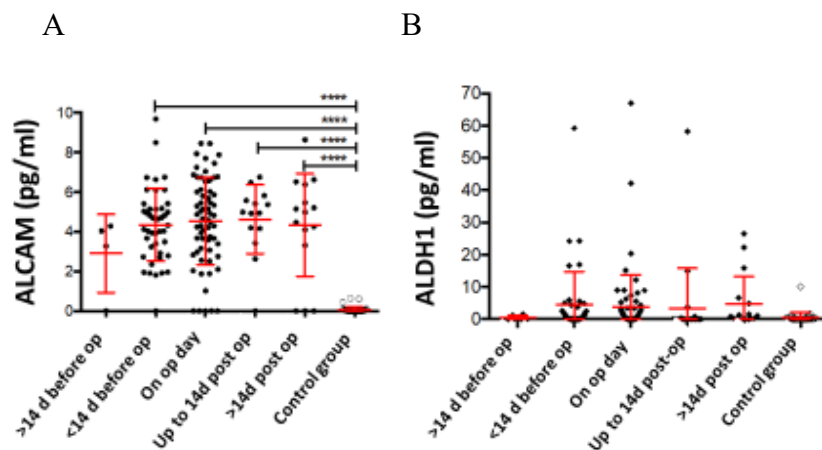 A
B
ALCAM (pg/ml)
10
8
6
4
2
0
****
****
****
****
>14 d before op
<14 d before op
On op day
Up to 14d post op
>14d post op
Control group
ALDH1 (pg/ml)
70
60
50
40
30
20
10
0
>14 d before op
<14 d before op
On op day
Up to 14d post-op
>14d post op
Control group